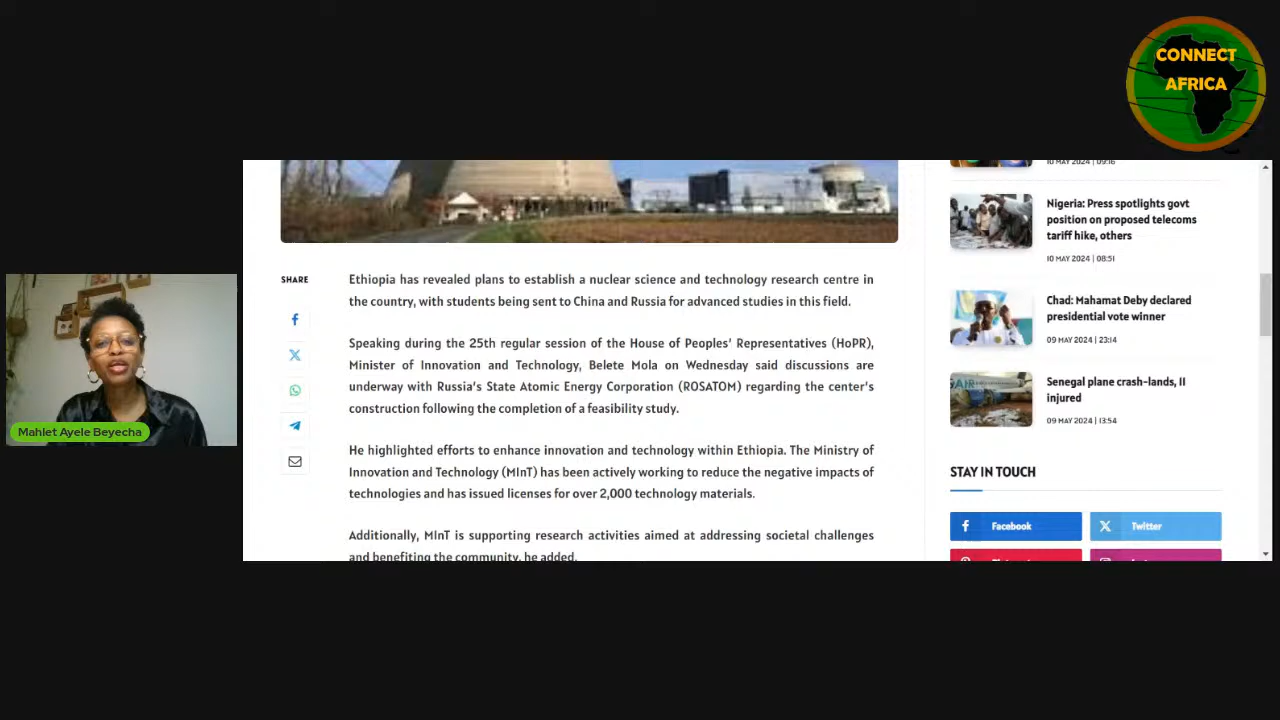 CONNECT
AFRICA
10 MAY 2024 | 09:16
Nigeria: Press spotlights govt
position on proposed telecoms
tariff hike, others
10 MAY 2024 | 08:51
SHARE
Ethiopia has revealed plans to establish a nuclear science and technology research centre in
the country, with students being sent to China and Russia for advanced studies in this field.
Speaking during the 25th regular session of the House of Peoples' Representatives (HoPR),
Minister of Innovation and Technology, Belete Mola on Wednesday said discussions are
underway with Russia's State Atomic Energy Corporation (ROSATOM) regarding the center's
construction following the completion of a feasibility study.
He highlighted efforts to enhance innovation and technology within Ethiopia. The Ministry of
Innovation and Technology (MInT) has been actively working to reduce the negative impacts of
technologies and has issued licenses for over 2,000 technology materials.
Additionally, MInT is supporting research activities aimed at addressing societal challenges
and benefiting the community, he added.
Chad: Mahamat Deby declared
presidential vote winner
09 MAY 2024 | 23:14
AIR
Senegal plane crash-lands, 11
injured
09 MAY 2024 | 13:54
STAY IN TOUCH
Facebook
Twitter
Mahlet Ayele Beyecha